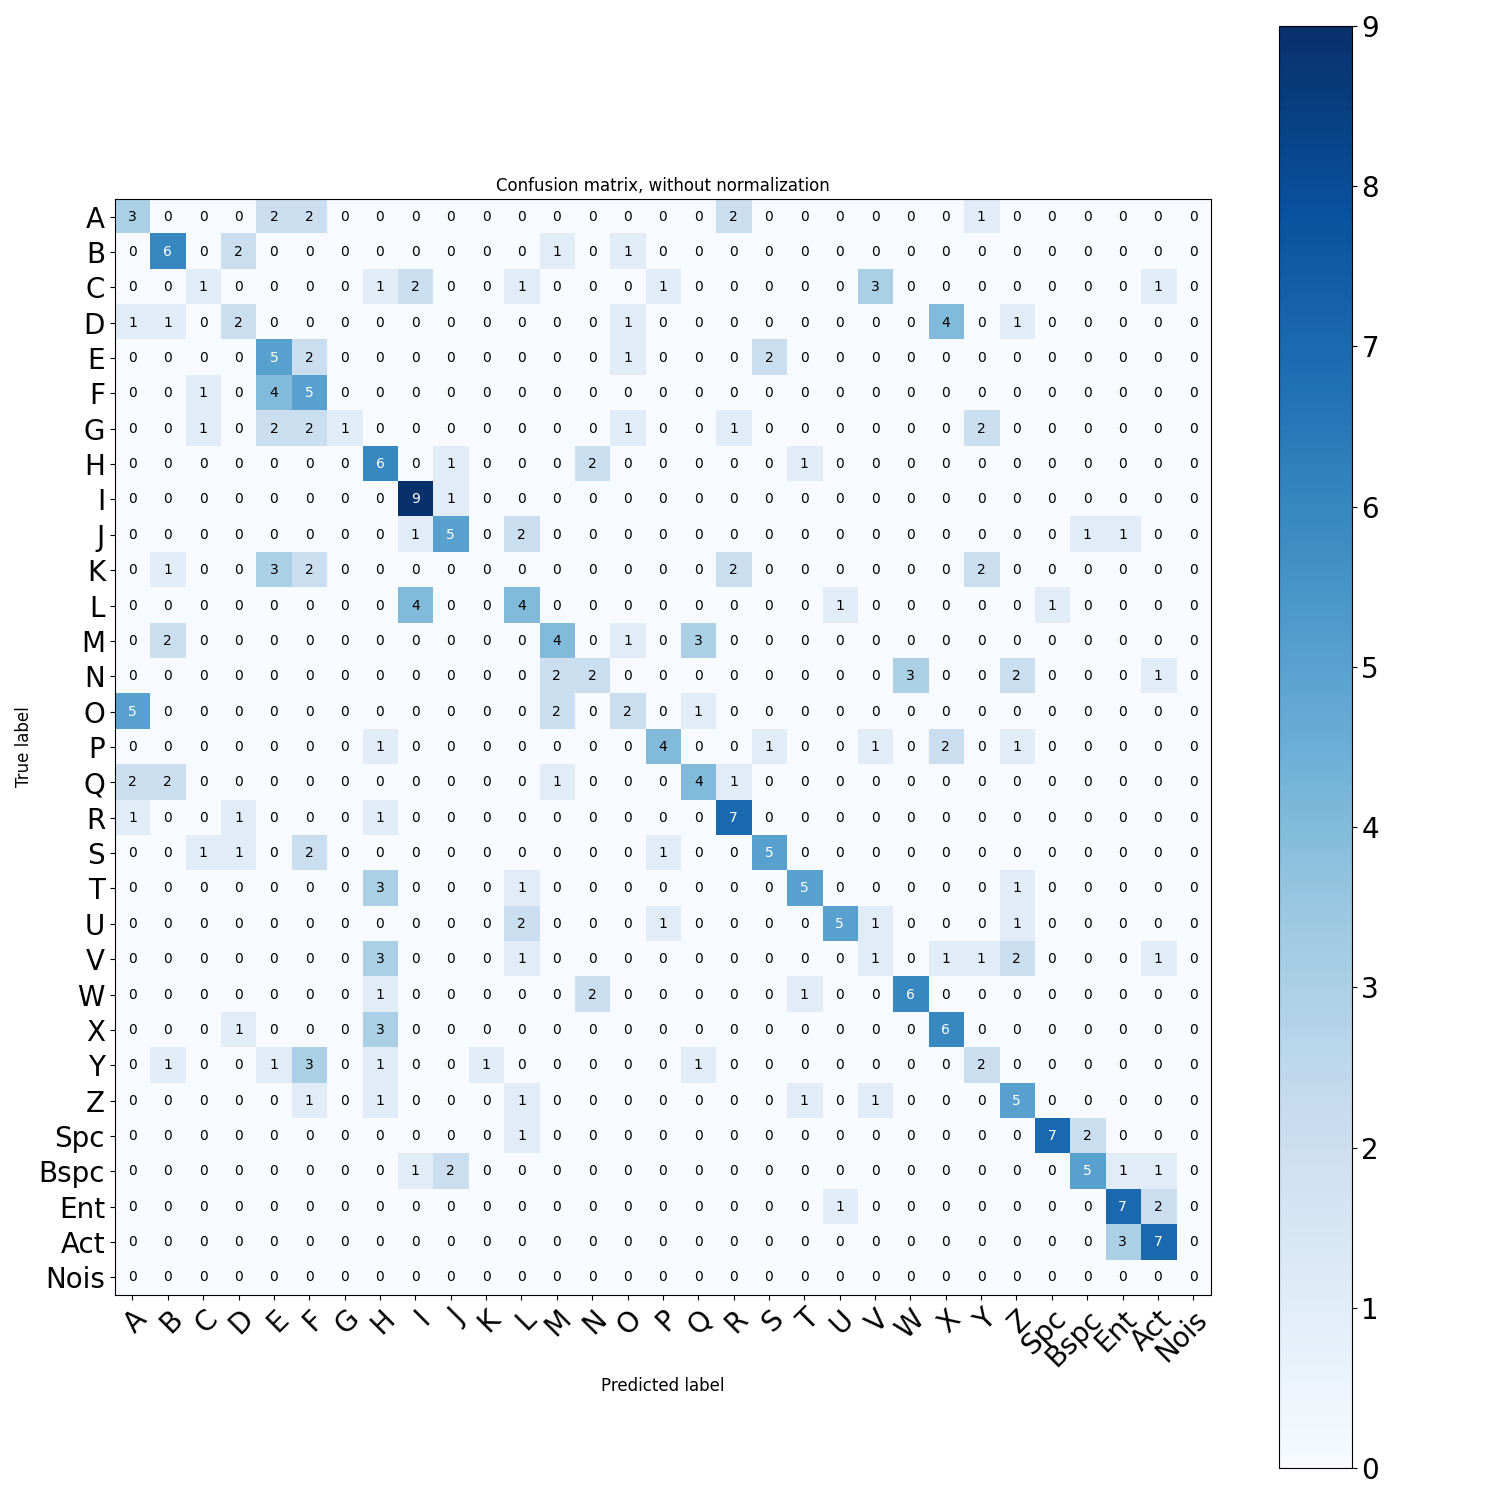 Confusion matrix, without normalization
A 3 0 0 0 2 2 0 0 0 0 0 0 0 0 0 0 0 2 0 0 0 0 0 0 1 0 0 0 0 0 0
B 0 6 0 2 0 0 0 0 0 0 0 0 1 0 1 0 0 0 0 0 0 0 0 0 0 0 0 0 0 0 0
C 0 0 1 0 0 0 0 1 2 0 0 1 0 0 0 1 0 0 0 0 0 3 0 0 0 0 0 0 0 1 0
D 1 1 0 2 0 0 0 0 0 0 0 0 0 0 1 0 0 0 0 0 0 0 0 4 0 1 0 0 0 0 0
E 0 0 0 0 5 2 0 0 0 0 0 0 0 0 1 0 0 0 2 0 0 0 0 0 0 0 0 0 0 0 0
F 0 0 1 0 4 5 0 0 0 0 0 0 0 0 0 0 0 0 0 0 0 0 0 0 0 0 0 0 0 0 0
G 0 0 1 0 2 2 1 0 0 0 0 0 0 0 1 0 0 1 0 0 0 0 0 0 2 0 0 0 0 0 0
H 0 0 0 0 0 0 0 6 0 1 0 0 0 2 0 0 0 0 0 1 0 0 0 0 0 0 0 0 0 0 0
I 0 0 0 0 0 0 0 0 9 1 0 0 0 0 0 0 0 0 0 0 0 0 0 0 0 0 0 0 0 0 0
J 0 0 0 0 0 0 0 0 1 5 0 2 0 0 0 0 0 0 0 0 0 0 0 0 0 0 0 1 1 0 0
K 0 1 0 0 3 2 0 0 0 0 0 0 0 0 0 0 0 2 0 0 0 0 0 0 2 0 0 0 0 0 0
L 0 0 0 0 0 0 0 0 4 0 0 4 0 0 0 0 0 0 0 0 1 0 0 0 0 0 1 0 0 0 0
M 0 2 0 0 0 0 0 0 0 0 0 0 4 0 1 0 3 0 0 0 0 0 0 0 0 0 0 0 0 0 0
N 0 0 0 0 0 0 0 0 0 0 0 0 2 2 0 0 0 0 0 0 0 0 3 0 0 2 0 0 0 1 0
O 5 0 0 0 0 0 0 0 0 0 0 0 2 0 2 0 1 0 0 0 0 0 0 0 0 0 0 0 0 0 0
P 0 0 0 0 0 0 0 1 0 0 0 0 0 0 0 4 0 0 1 0 0 1 0 2 0 1 0 0 0 0 0
Q 2 2 0 0 0 0 0 0 0 0 0 0 1 0 0 0 4 1 0 0 0 0 0 0 0 0 0 0 0 0 0
R 1 0 0 1 0 0 0 1 0 0 0 0 0 0 0 0 0 7 0 0 0 0 0 0 0 0 0 0 0 0 0
S 0 0 1 1 0 2 0 0 0 0 0 0 0 0 0 1 0 0 5 0 0 0 0 0 0 0 0 0 0 0 0
T 0 0 0 0 0 0 0 3 0 0 0 1 0 0 0 0 0 0 0 5 0 0 0 0 0 1 0 0 0 0 0
U 0 0 0 0 0 0 0 0 0 0 0 2 0 0 0 1 0 0 0 0 5 1 0 0 0 1 0 0 0 0 0
V 0 0 0 0 0 0 0 3 0 0 0 1 0 0 0 0 0 0 0 0 0 1 0 1 1 2 0 0 0 1 0
W 0 0 0 0 0 0 0 1 0 0 0 0 0 2 0 0 0 0 0 1 0 0 6 0 0 0 0 0 0 0 0
X 0 0 0 1 0 0 0 3 0 0 0 0 0 0 0 0 0 0 0 0 0 0 0 6 0 0 0 0 0 0 0
Y 0 1 0 0 1 3 0 1 0 0 1 0 0 0 0 0 1 0 0 0 0 0 0 0 2 0 0 0 0 0 0
Z 0 0 0 0 0 1 0 1 0 0 0 1 0 0 0 0 0 0 0 1 0 1 0 0 0 5 0 0 0 0 0
Spc 0 0 0 0 0 0 0 0 0 0 0 1 0 0 0 0 0 0 0 0 0 0 0 0 0 0 7 2 0 0 0
Bspc 0 0 0 0 0 0 0 0 1 2 0 0 0 0 0 0 0 0 0 0 0 0 0 0 0 0 0 5 1 1 0
Ent 0 0 0 0 0 0 0 0 0 0 0 0 0 0 0 0 0 0 0 0 1 0 0 0 0 0 0 0 7 2 0
Act 0 0 0 0 0 0 0 0 0 0 0 0 0 0 0 0 0 0 0 0 0 0 0 0 0 0 0 0 3 7 0
Nois 0 0 0 0 0 0 0 0 0 0 0 0 0 0 0 0 0 0 0 0 0 0 0 0 0 0 0 0 0 0 0
A B C D E F G H I J K L M N O P Q R S T U V W X Y Z Spc Bspc Ent Act Nois
Predicted label
True label
9
8
7
6
5
4
3
2
1
0